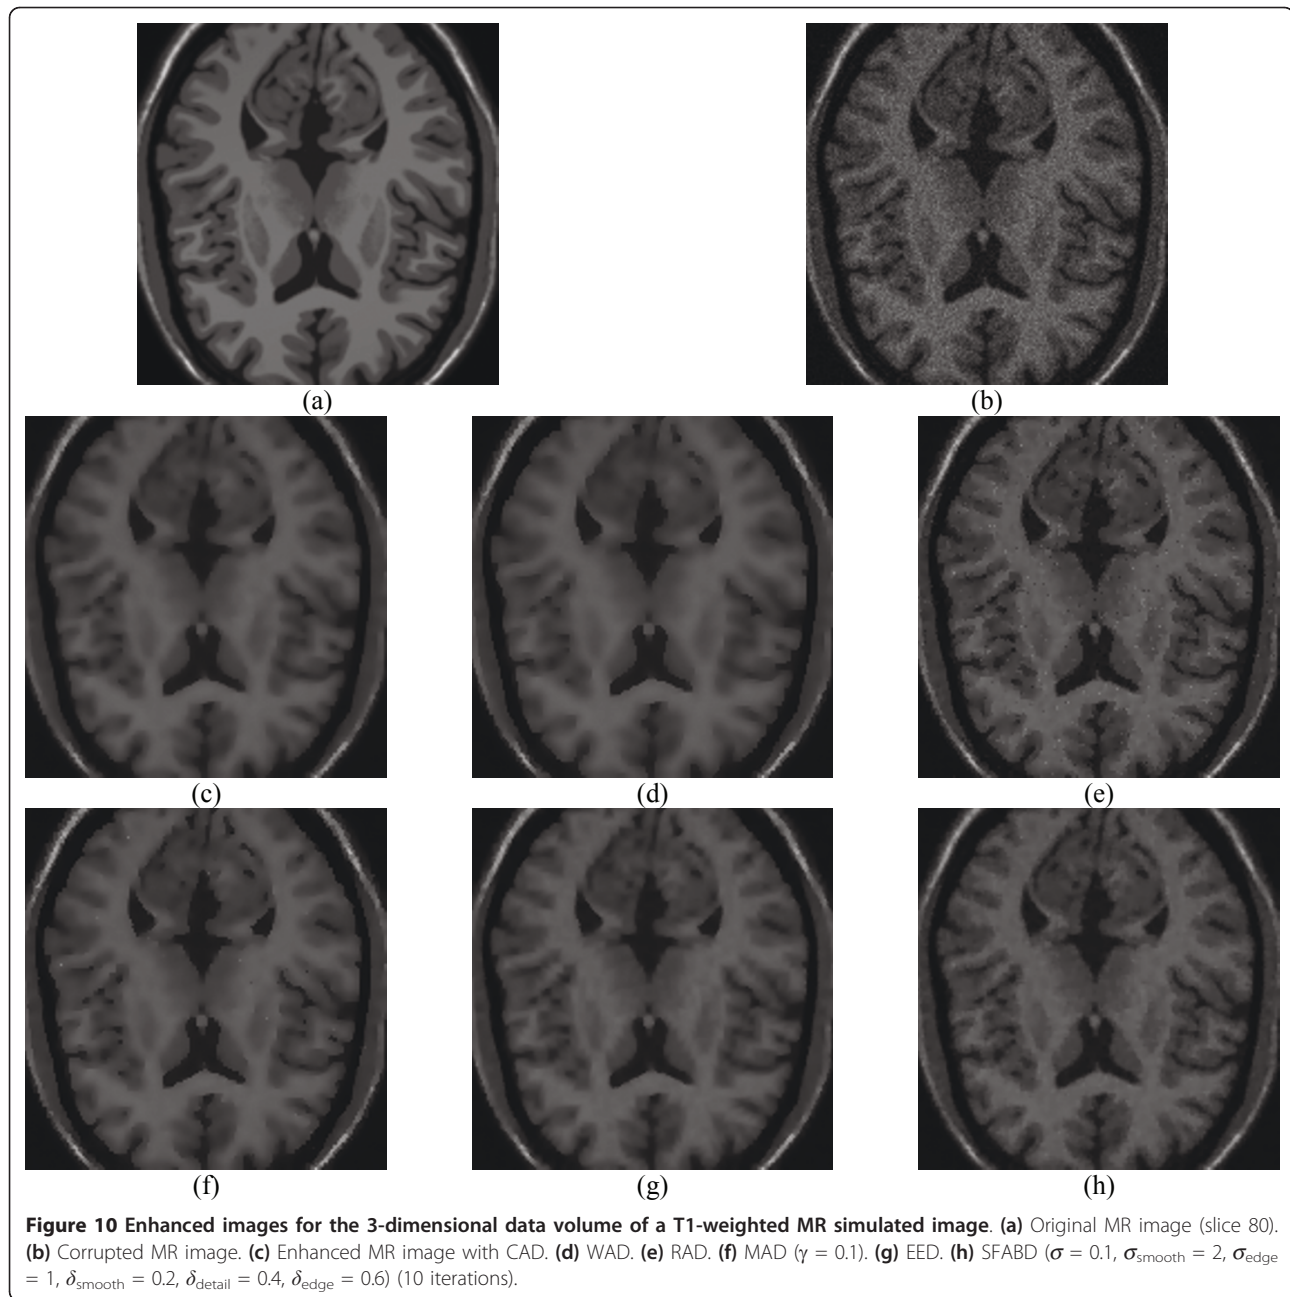 (a)
(b)
(c)
(d)
(e)
(f)
(g)
(h)
Figure 10 Enhanced images for the 3-dimensional data volume of a T1-weighted MR simulated image. (a) Original MR image (slice 80).
(b) Corrupted MR image. (c) Enhanced MR image with CAD. (d) WAD. (e) RAD. (f) MAD (γ = 0.1). (g) EED. (h) SFABD (σ = 0.1, σsmooth = 2, σedge
= 1, δsmooth = 0.2, δdetail = 0.4, δedge = 0.6) (10 iterations).